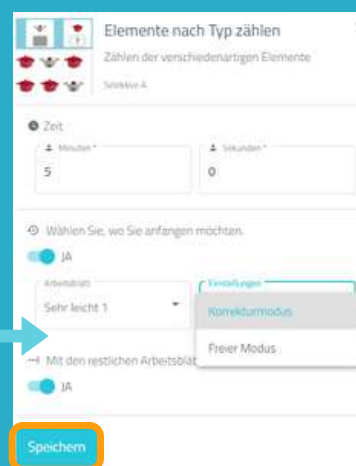 Elemente nach Typ zählen
Zählen der verschiedenartigen Elemente
Selektive A.
Zeit
Minuten *
Sekunden *
5
0
Wählen Sie, wo Sie anfangen möchten.
JA
Arbeitsblatt
Einstellungen
Sehr leicht 1
Korrekturmodus
Freier Modus
Mit den restlichen Arbeitsblät
JA
Speichern